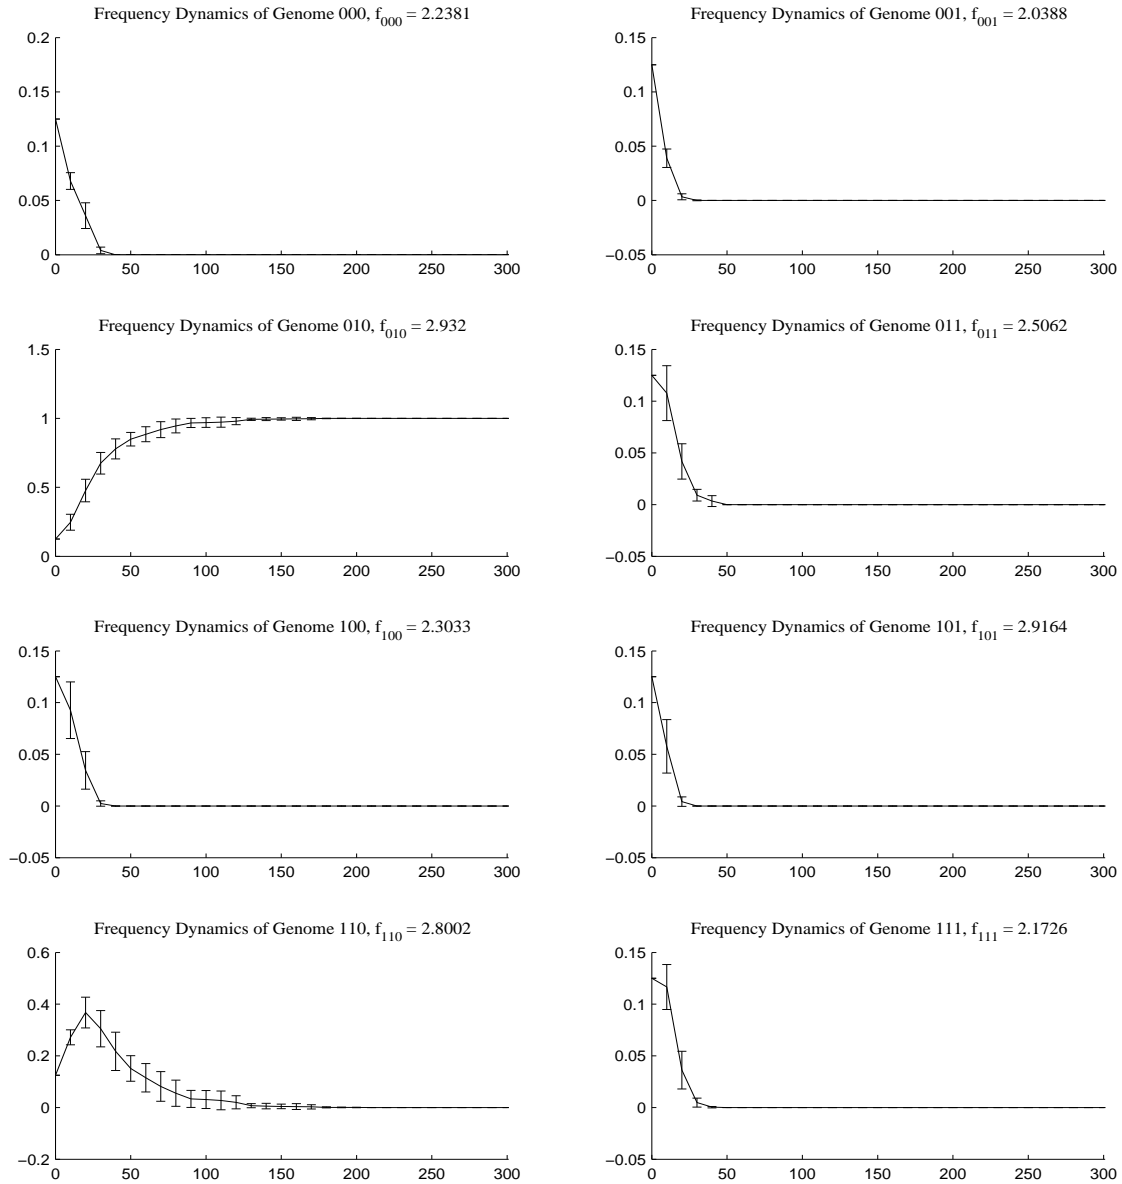 Frequency Dynamics of Genome 000, f000 = 2.2381
0.2
0.15
0.1
0.05
0
0 50 100 150 200 250 300
Frequency Dynamics of Genome 001, f001 = 2.0388
0.15
0.1
0.05
0
−0.05
0 50 100 150 200 250 300
Frequency Dynamics of Genome 010, f010 = 2.932
1.5
1
0.5
0
0 50 100 150 200 250 300
Frequency Dynamics of Genome 011, f011 = 2.5062
0.15
0.1
0.05
0
−0.05
0 50 100 150 200 250 300
Frequency Dynamics of Genome 100, f100 = 2.3033
0.15
0.1
0.05
0
−0.05
0 50 100 150 200 250 300
Frequency Dynamics of Genome 101, f101 = 2.9164
0.15
0.1
0.05
0
−0.05
0 50 100 150 200 250 300
Frequency Dynamics of Genome 110, f110 = 2.8002
0.6
0.4
0.2
0
−0.2
0 50 100 150 200 250 300
Frequency Dynamics of Genome 111, f111 = 2.1726
0.15
0.1
0.05
0
−0.05
0 50 100 150 200 250 300